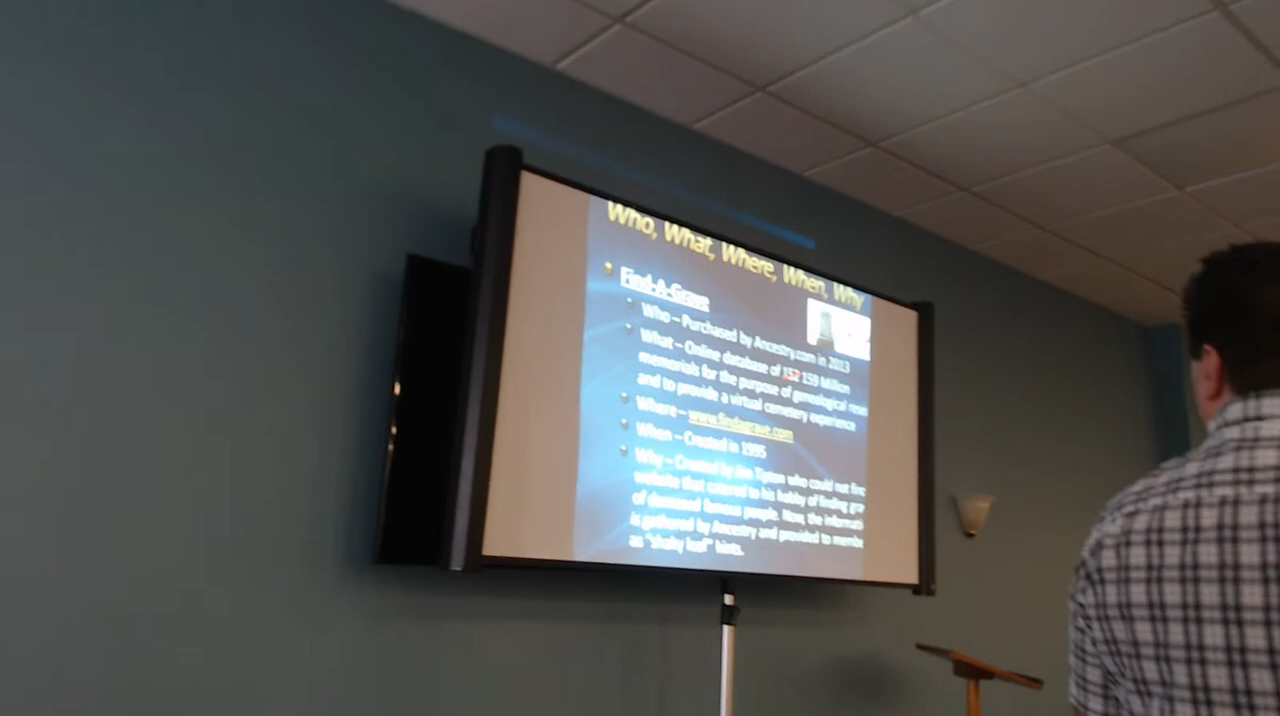 Who, What, Where, When, Why
Find-A-Grave
Who – Purchased by Ancestry.com in 2013
What – Online database of 152 159 Million
memorials for the purpose of genealogical
and to provide a virtual cemetery experience
Where – www.findagrave.com
When – Created in 1995
Why – Created by Jim Tipton who could not
website that catered to his hobby of finding
of deceased famous people. Now, the
is gathered by Ancestry and provided to
as "shaky leaf" hints.